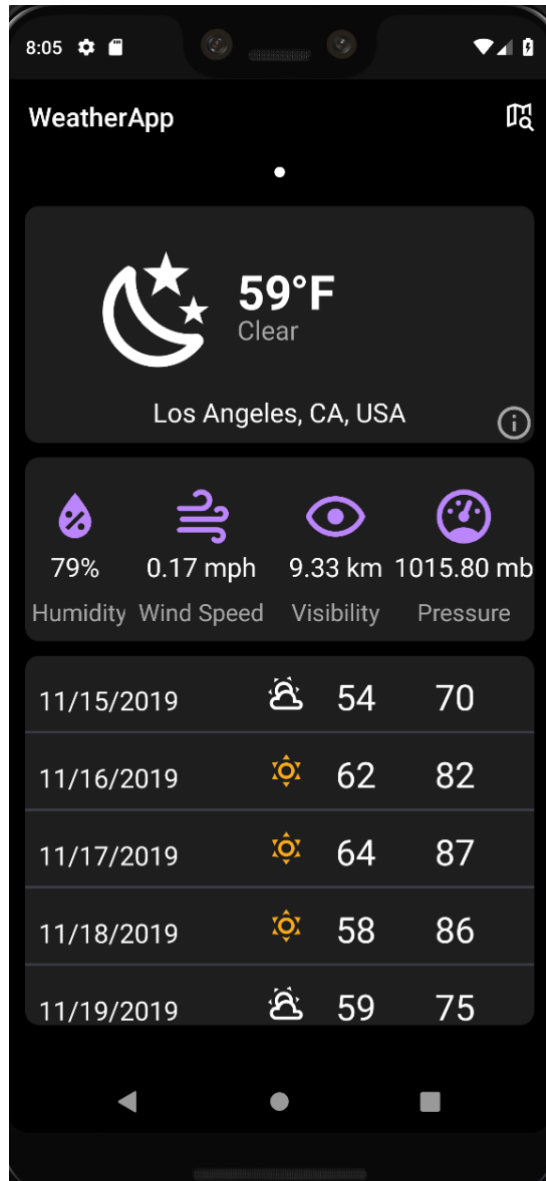 8:05
WeatherApp
59°F
Clear
Los Angeles, CA, USA
79% 0.17 mph 9.33 km 1015.80 mb
Humidity Wind Speed Visibility Pressure
11/15/2019 54 70
11/16/2019 62 82
11/17/2019 64 87
11/18/2019 58 86
11/19/2019 59 75